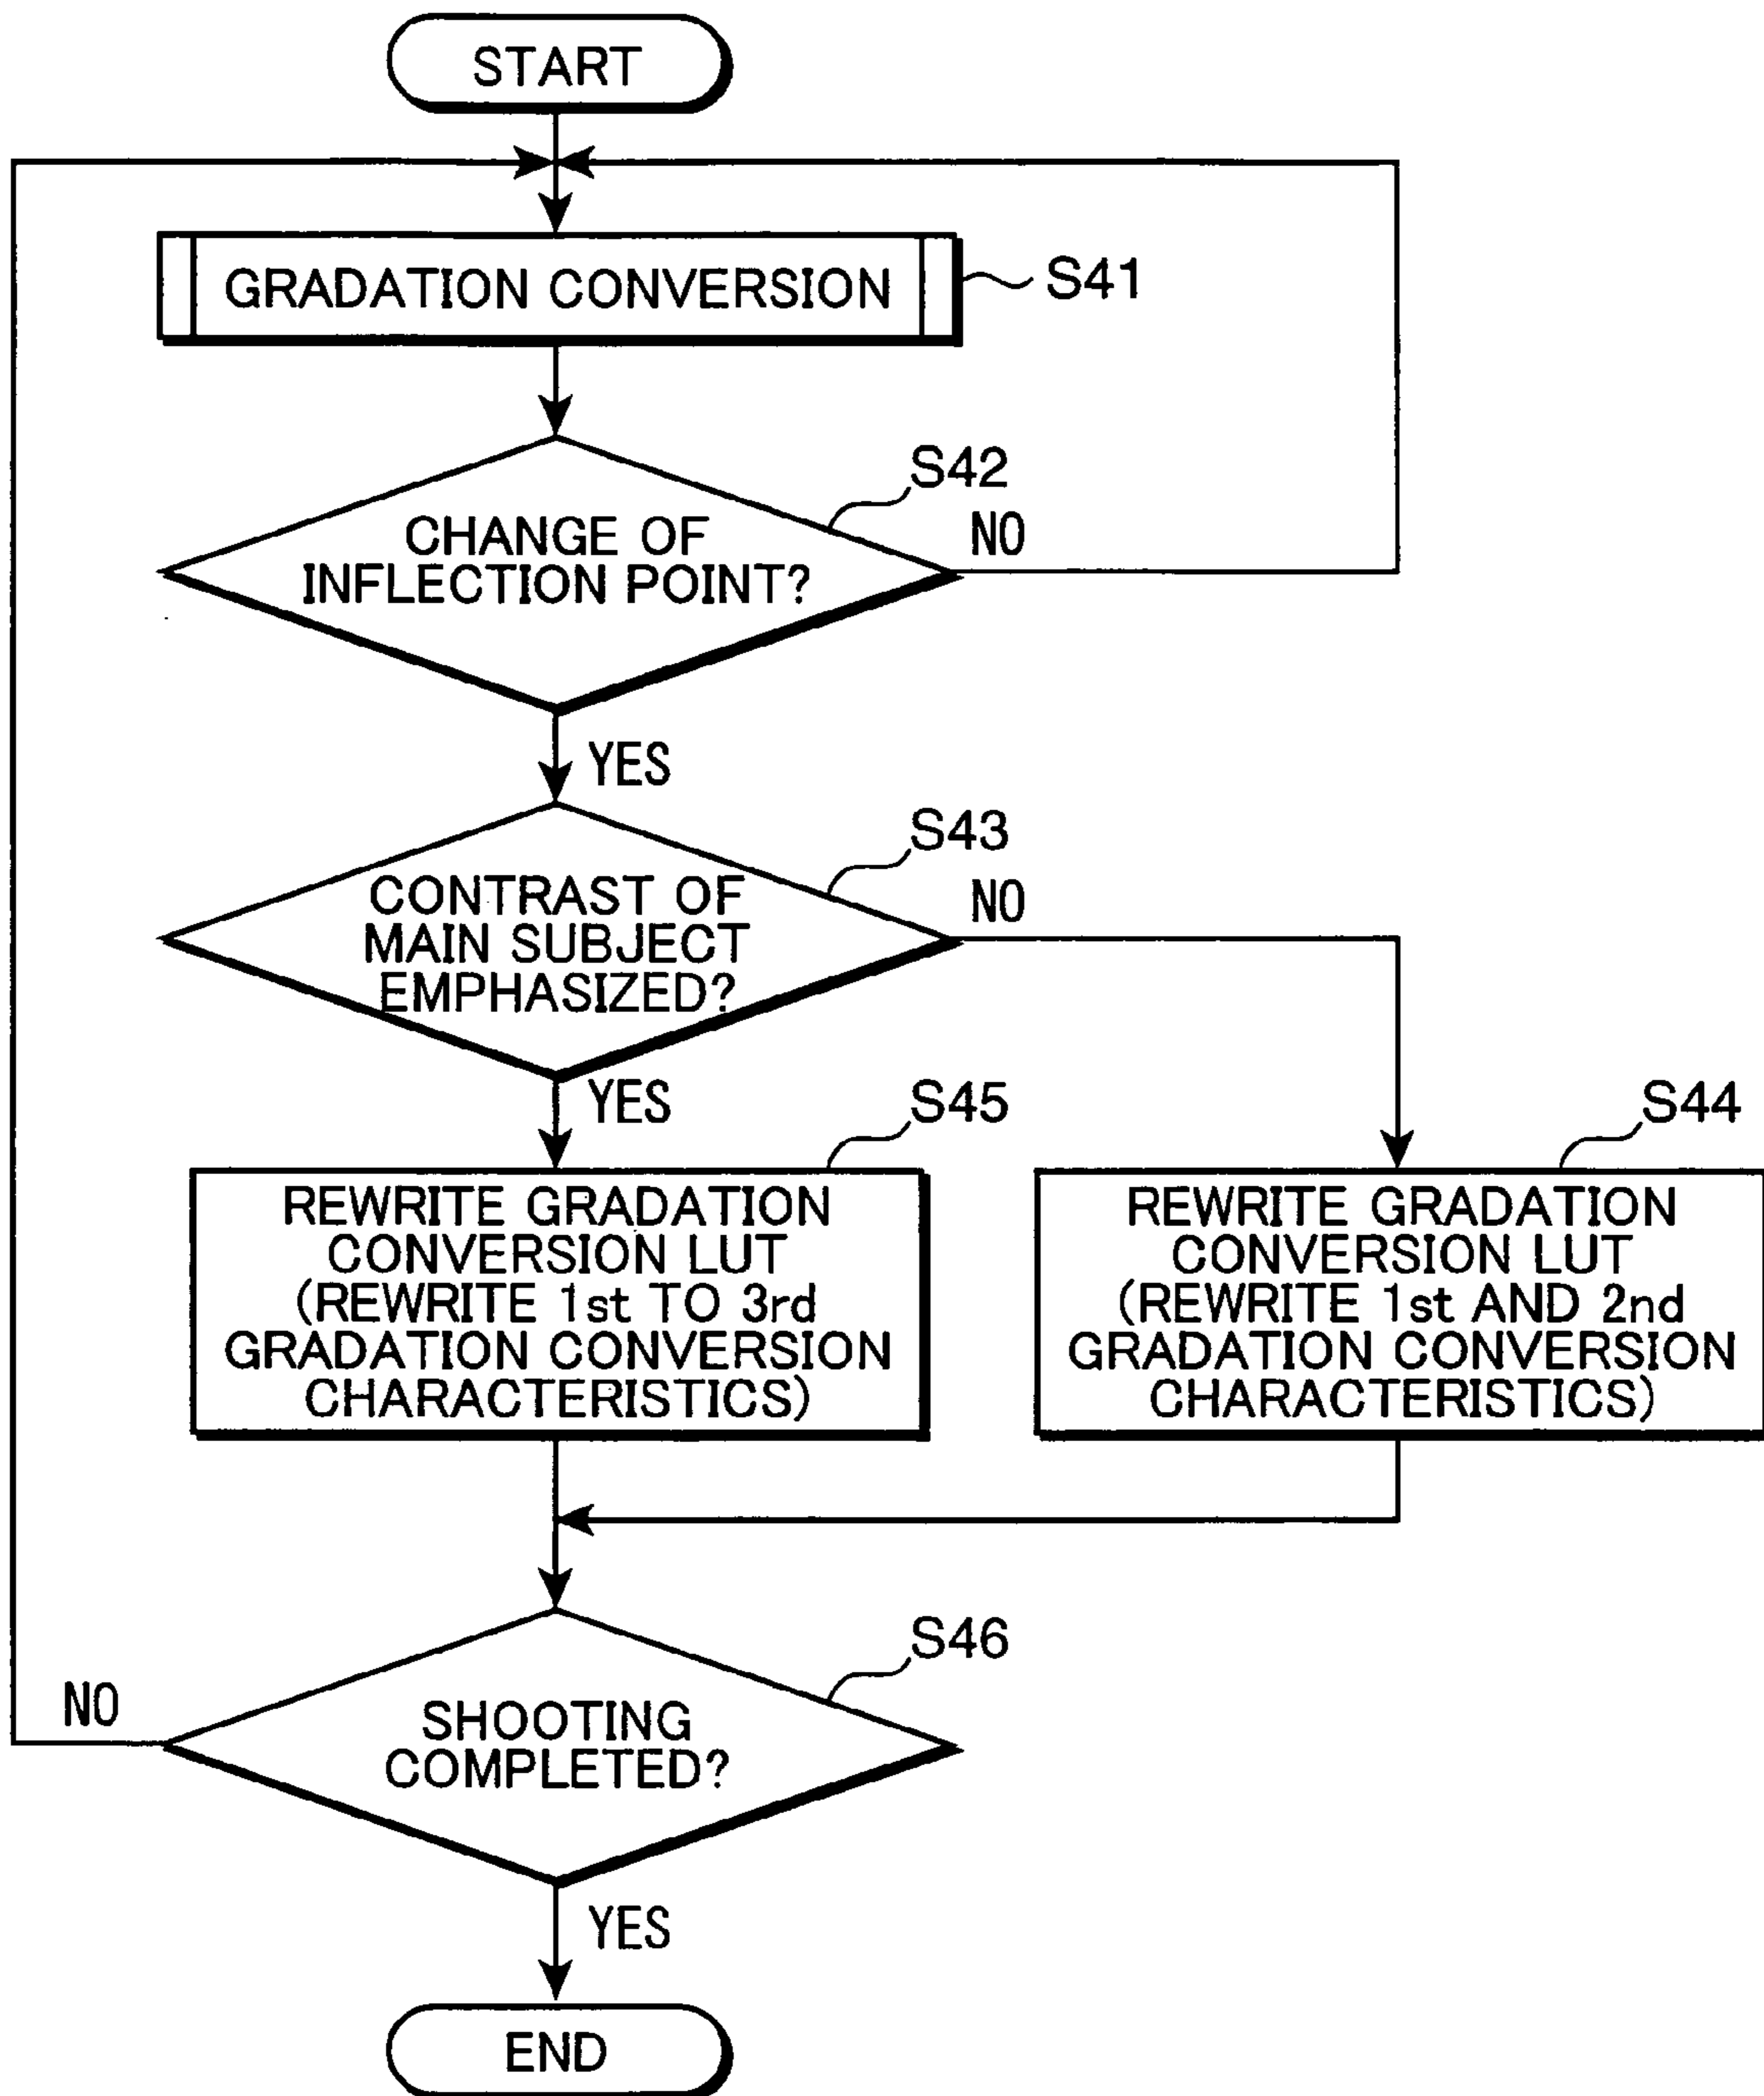 START
GRADATION CONVERSION
S41
S42
CHANGE OF
INFLECTION POINT?
NO
YES
S43
CONTRAST OF
MAIN SUBJECT
EMPHASIZED?
NO
YES
S45
REWRITE GRADATION
CONVERSION LUT
(REWRITE 1st TO 3rd
GRADATION CONVERSION
CHARACTERISTICS)
S44
REWRITE GRADATION
CONVERSION LUT
(REWRITE 1st AND 2nd
GRADATION CONVERSION
CHARACTERISTICS)
S46
SHOOTING
COMPLETED?
NO
YES
END